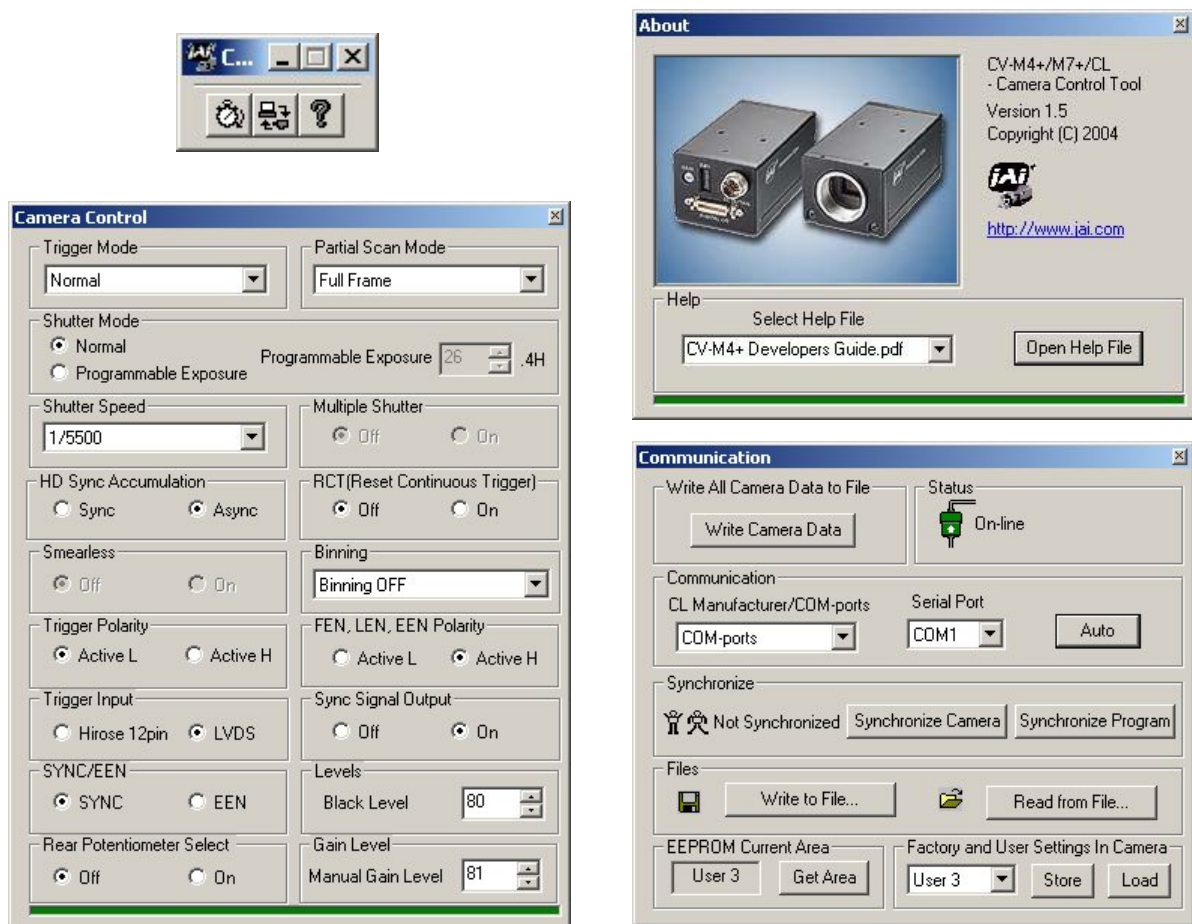 C...
Camera Control
Trigger Mode
Normal
Partial Scan Mode
Full Frame
Shutter Mode
Normal
Programmable Exposure
Programmable Exposure 26 .4H
Shutter Speed
1/5500
Multiple Shutter
Off On
HD Sync Accumulation
Sync Async
RCT(Reset Continuous Trigger)
Off On
Smearless
Off On
Binning
Binning OFF
Trigger Polarity
Active L Active H
FEN, LEN, EEN Polarity
Active L Active H
Trigger Input
Hirose 12pin LVDS
Sync Signal Output
Off On
SYNC/EEN
SYNC EEN
Levels
Black Level 80
Rear Potentiometer Select
Off On
Gain Level
Manual Gain Level 81
About
CV-M4+/M7+/CL
- Camera Control Tool
Version 1.5
Copyright (C) 2004
JAI
http://www.jai.com
Help
Select Help File
CV-M4+ Developers Guide.pdf
Open Help File
Communication
Write All Camera Data to File
Write Camera Data
Status
On-line
Communication
CL Manufacturer/COM-ports
COM-ports
Serial Port
COM1
Auto
Synchronize
Not Synchronized Synchronize Camera Synchronize Program
Files
Write to File... Read from File...
EEPROM Current Area
User 3 Get Area
Factory and User Settings In Camera
User 3 Store Load